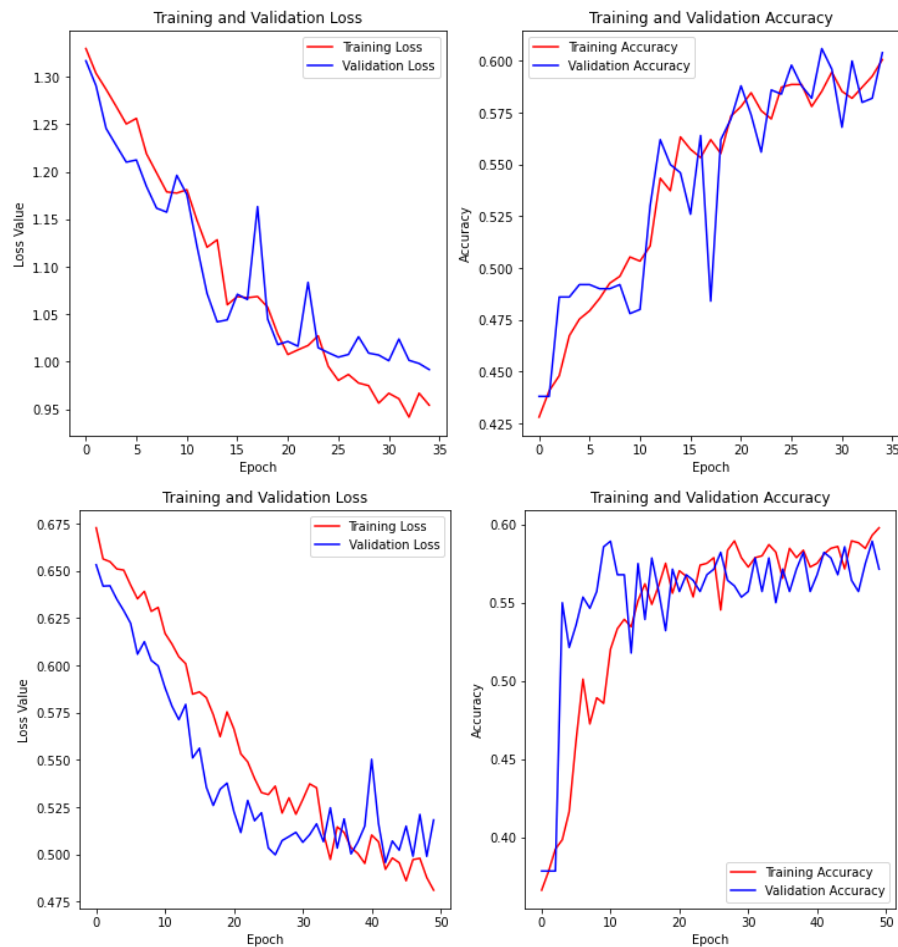 Training and Validation Loss
Training Loss
Validation Loss
1.30
1.25
1.20
1.15
1.10
1.05
1.00
0.95
Loss Value
0 5 10 15 20 25 30 35
Epoch
Training and Validation Accuracy
Training Accuracy
Validation Accuracy
0.600
0.575
0.550
0.525
0.500
0.475
0.450
0.425
Accuracy
0 5 10 15 20 25 30 35
Epoch
Training and Validation Loss
Training Loss
Validation Loss
0.675
0.650
0.625
0.600
0.575
0.550
0.525
0.500
0.475
Loss Value
0 10 20 30 40 50
Epoch
Training and Validation Accuracy
0.60
0.55
0.50
0.45
0.40
Accuracy
Training Accuracy
Validation Accuracy
0 10 20 30 40 50
Epoch